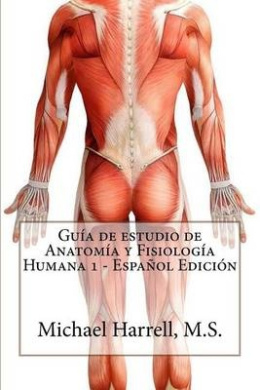 Guía de estudio de
Anatomía y Fisiología
Humana 1 - Español Edición
Michael Harrell, M.S.